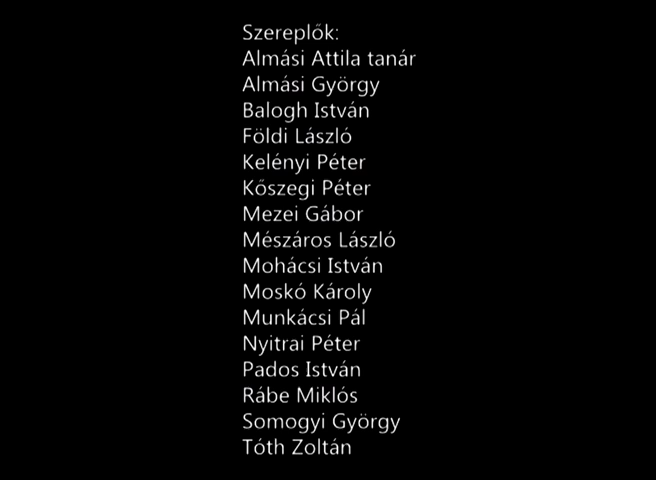 Szereplők:
Almási Attila tanár
Almási György
Balogh István
Földi László
Kelényi Péter
Kőszegi Péter
Mezei Gábor
Mészáros László
Mohácsi István
Moskó Károly
Munkácsi Pál
Nyitrai Péter
Pados István
Rábe Miklós
Somogyi György
Tóth Zoltán